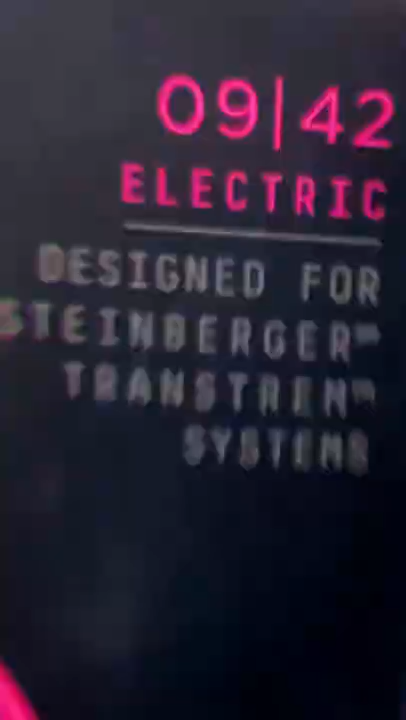 09|42
ELECTRIC
DESIGNED FOR
STEINBERGER™
TRANSTREM™
SYSTEMS